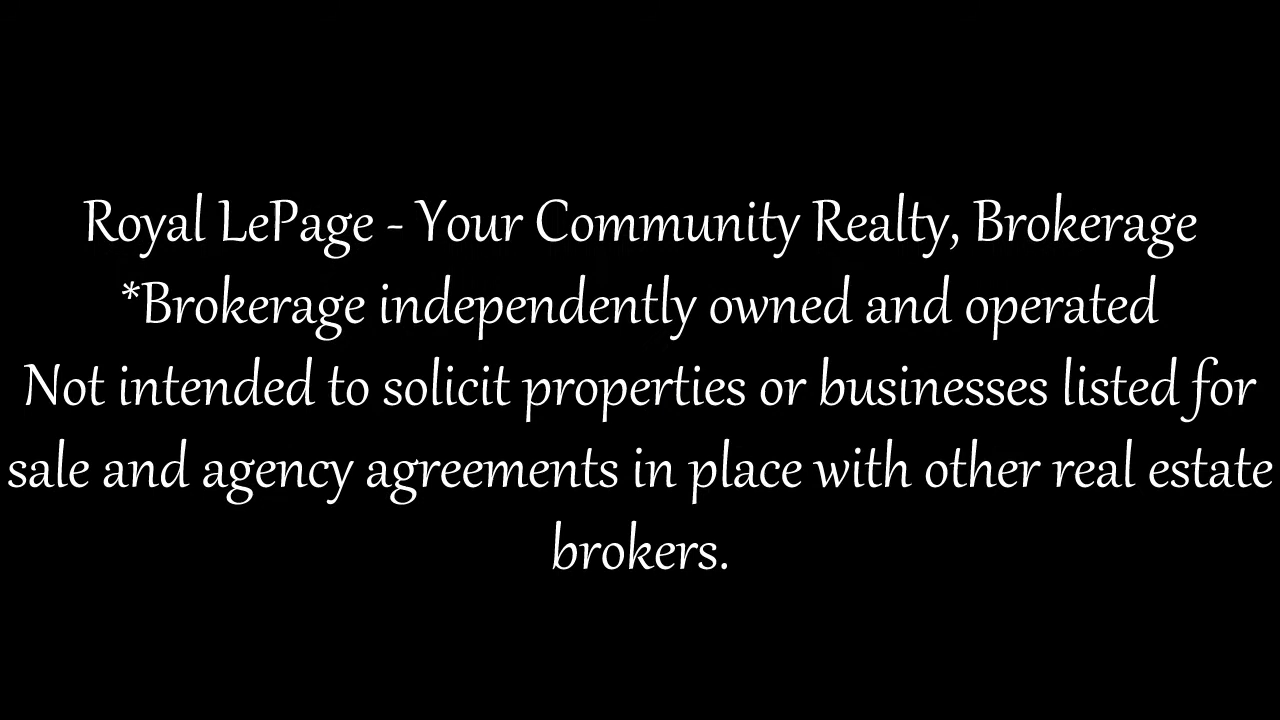 Royal LePage - Your Community Realty, Brokerage
*Brokerage independently owned and operated
Not intended to solicit properties or businesses listed for
sale and agency agreements in place with other real estate
brokers.